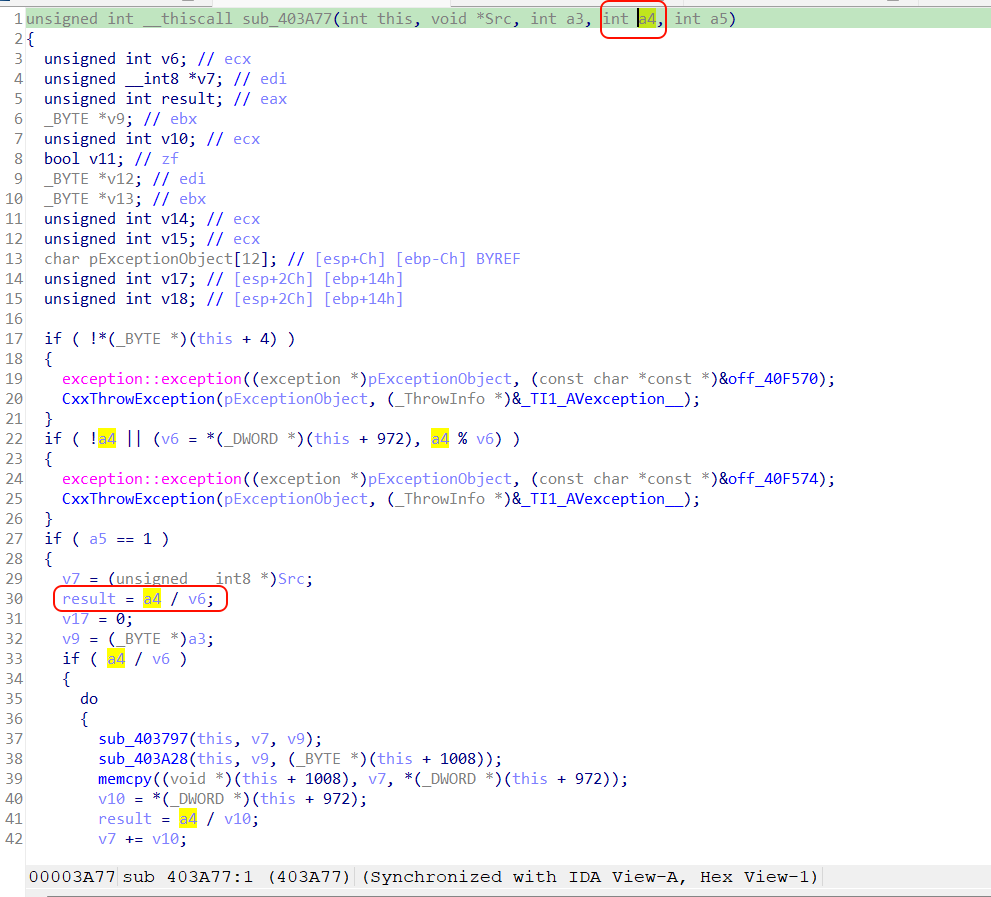 1 unsigned int __thiscall sub_403A77(int this, void *Src, int a3, int a4, int a5)
2 {
3 unsigned int v6; // ecx
4 unsigned __int8 *v7; // edi
5 unsigned int result; // eax
6 _BYTE *v9; // ebx
7 unsigned int v10; // ecx
8 bool v11; // zf
9 _BYTE *v12; // edi
10 _BYTE *v13; // ebx
11 unsigned int v14; // ecx
12 unsigned int v15; // ecx
13 char pExceptionObject[12]; // [esp+Ch] [ebp-Ch] BYREF
14 unsigned int v17; // [esp+2Ch] [ebp+14h]
15 unsigned int v18; // [esp+2Ch] [ebp+14h]
16
17 if ( !*(_BYTE *)(this + 4) )
18 {
19 exception::exception((exception *)pExceptionObject, (const char *const *)&off_40F570);
20 CxxThrowException(pExceptionObject, (_ThrowInfo *)&_TI1_AVexception__);
21 }
22 if ( !a4 || (v6 = *(_DWORD *)(this + 972), a4 % v6) )
23 {
24 exception::exception((exception *)pExceptionObject, (const char *const *)&off_40F574);
25 CxxThrowException(pExceptionObject, (_ThrowInfo *)&_TI1_AVexception__);
26 }
27 if ( a5 == 1 )
28 {
29 v7 = (unsigned __int8 *)Src;
30 result = a4 / v6;
31 v17 = 0;
32 v9 = (_BYTE *)a3;
33 if ( a4 / v6 )
34 {
35 do
36 {
37 sub_403797(this, v7, v9);
38 sub_403A28(this, v9, (_BYTE *)(this + 1008));
39 memcpy((void *)(this + 1008), v7, *(_DWORD *)(this + 972));
40 v10 = *(_DWORD *)(this + 972);
41 result = a4 / v10;
42 v7 += v10;
00003A77 sub 403A77:1 (403A77) (Synchronized with IDA View-A, Hex View-1)